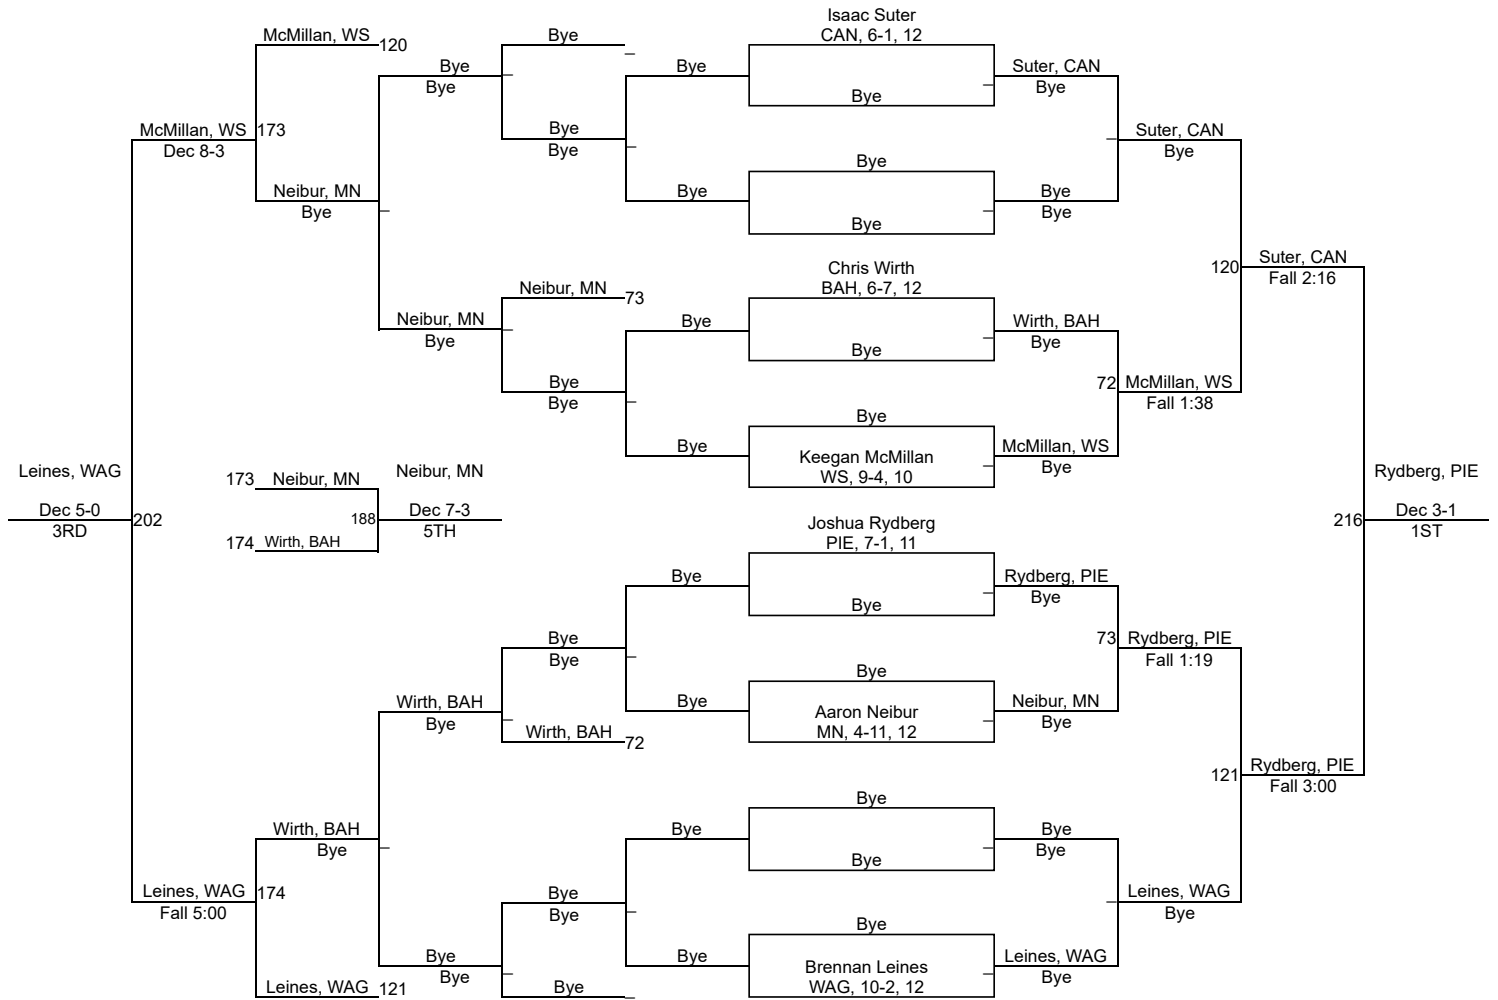 Isaac Suter
McMillan, WS
120
Bye
CAN, 6-1, 12
Bye
Bye
Suter, CAN
Bye
Bye
Bye
McMillan, WS
173
Bye
Suter, CAN
Dec 8-3
Bye
Bye
Bye
Neibur, MN
Bye
Bye
Bye
Bye
Bye
Suter, CAN
120
Fall 2:16
Chris Wirth
Neibur, MN
73
BAH, 6-7, 12
Neibur, MN
Bye
Wirth, BAH
Bye
Bye
Bye
Bye
72
McMillan, WS
Bye
Fall 1:38
Bye
Bye
McMillan, WS
Keegan McMillan
Bye
WS, 9-4, 10
Leines, WAG
173
Neibur, MN
Neibur, MN
Rydberg, PIE
Dec 5-0
202
3RD
188
Dec 7-3
5TH
216
Dec 3-1
1ST
174
Wirth, BAH
Joshua Rydberg
PIE, 7-1, 11
Bye
Rydberg, PIE
Bye
Bye
Bye
73
Rydberg, PIE
Bye
Fall 1:19
Bye
Wirth, BAH
Bye
Neibur, MN
Bye
Aaron Neibur
Bye
Wirth, BAH
72
MN, 4-11, 12
121
Rydberg, PIE
Fall 3:00
Bye
Wirth, BAH
Bye
Bye
Bye
Bye
Bye
Leines, WAG
174
Bye
Leines, WAG
Fall 5:00
Bye
Bye
Bye
Bye
Bye
Leines, WAG
Bye
Brennan Leines
Bye
Leines, WAG
121
Bye
WAG, 10-2, 12